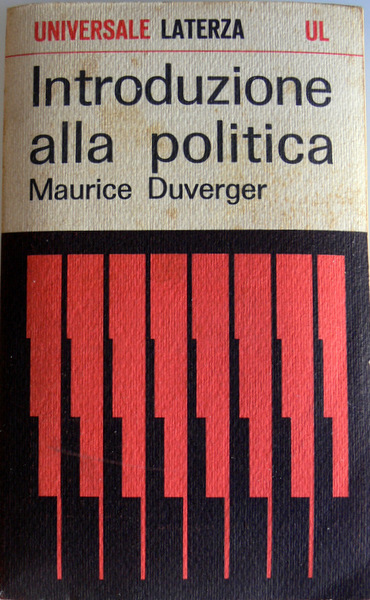 UNIVERSALE LATERZA UL
Introduzione
alla politica
Maurice Duverger